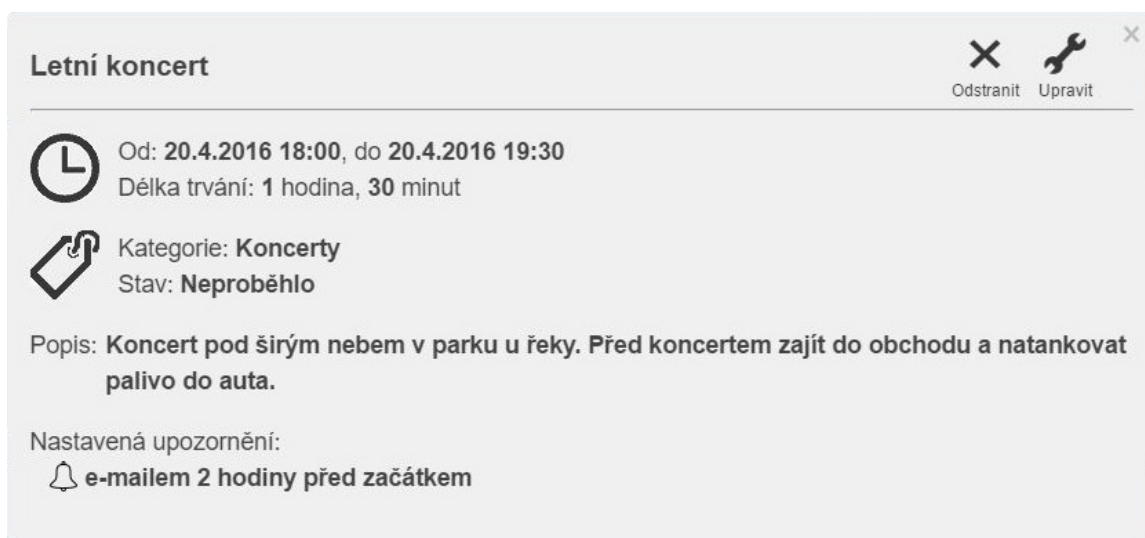 Letní koncert
Odstranit Upravit
Od: 20.4.2016 18:00, do 20.4.2016 19:30
Délka trvání: 1 hodina, 30 minut
Kategorie: Koncerty
Stav: Neproběhlo
Popis: Koncert pod širým nebem v parku u řeky. Před koncertem zajít do obchodu a natankovat
palivo do auta.
Nastavená upozornění:
e-mailem 2 hodiny před začátkem